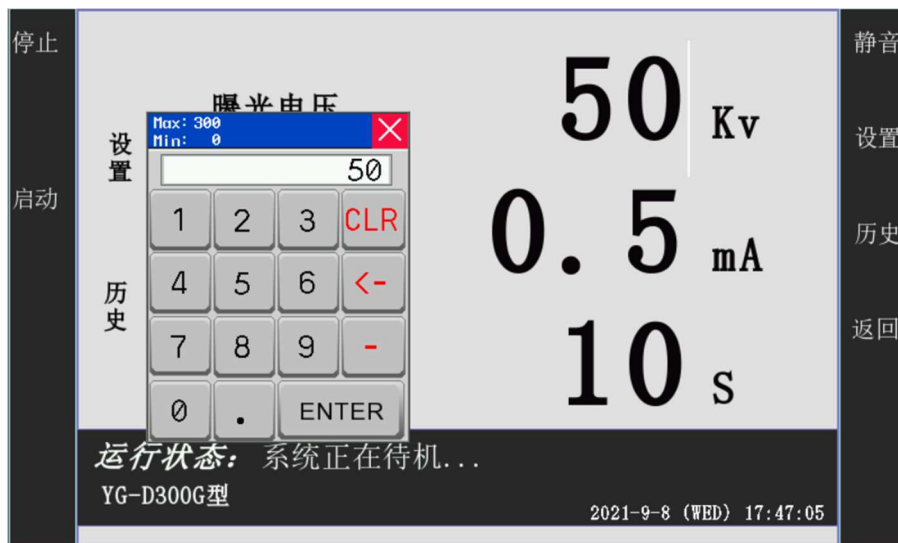 停止
静音
曝光电压
50 Kv
设置
设置
Max: 300
Min: 0
50
启动
1 2 3 CLR
0.5 mA
历史
4 5 6 <-
历史
7 8 9 -
返回
10 S
0 . ENTER
运行状态: 系统正在待机...
YG-D300G型
2021-9-8 (WED) 17:47:05